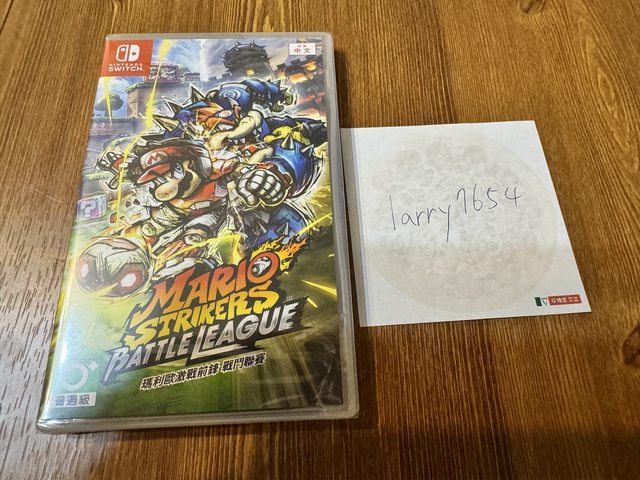 NINTENDO
SWITCH
中文
MARIO
STRIKERS
BATTLE LEAGUE
瑪利歐激戰前鋒 戰鬥聯賽
0+
普遍級
?
larry7654